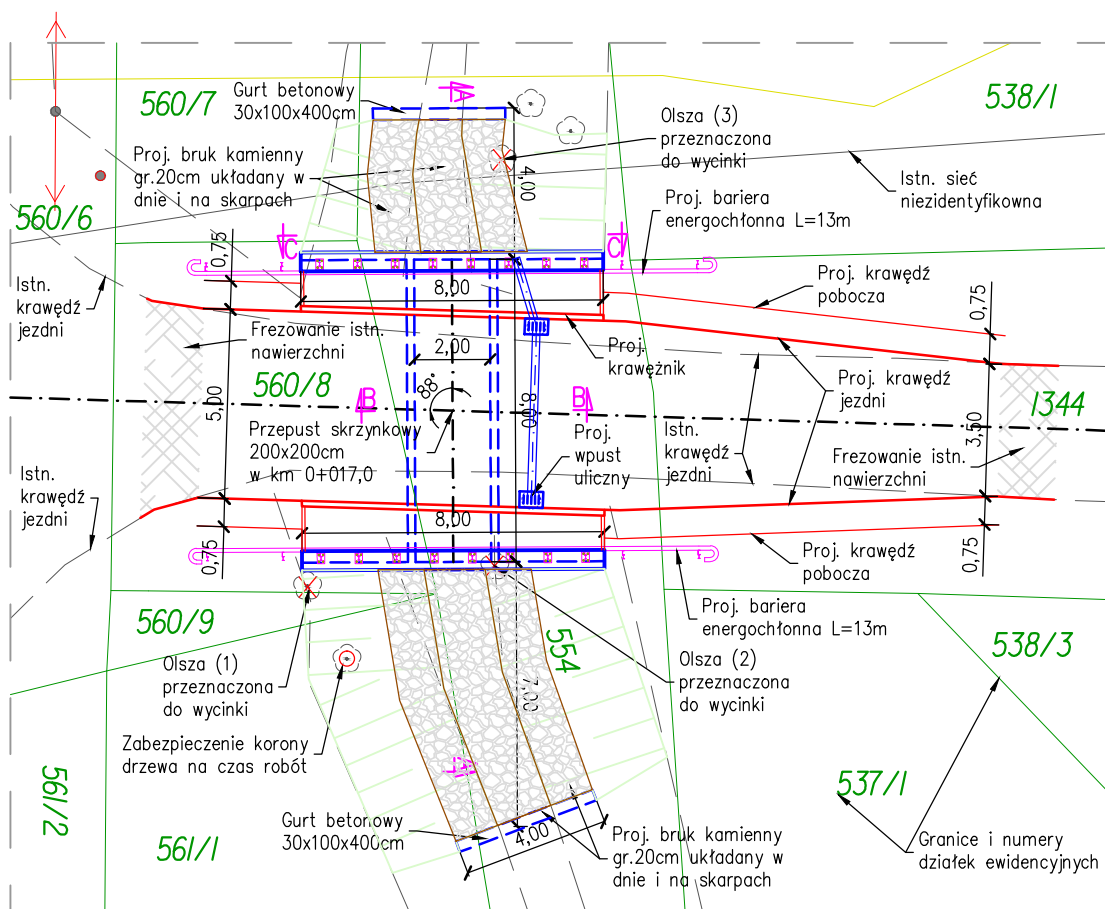 560/7
Gurt betonowy
30x100x400cm
A
538/1
Olsza (3)
przeznaczona
do wycinki
Proj. bruk kamienny
gr.20cm układany w
dnie i na skarpach
4,00
Istn. sieć
niezidentyfikowna
560/6
Proj. bariera
energochłonna L=13m
C
C
0,75
Istn.
krawędź
jezdni
Proj. krawędź
pobocza
0,75
8,00
Frezowanie istn.
nawierzchni
Proj.
krawężnik
2,00
560/8
88°
Proj. krawędź
jezdni
5,00
B
B
8,00
1344
3,50
Przepust skrzynkowy
200x200cm
w km 0+017,0
Proj.
wpust
uliczny
Istn.
krawędź
jezdni
Frezowanie istn.
nawierzchni
Istn.
krawędź
jezdni
8,00
0,75
Proj. krawędź
pobocza
0,75
560/9
Proj. bariera
energochłonna L=13m
554
538/3
Olsza (1)
przeznaczona
do wycinki
Olsza (2)
przeznaczona
do wycinki
7,00
Zabezpieczenie korony
drzewa na czas robót
A
561/2
537/1
561/1
Gurt betonowy
30x100x400cm
4,00
Proj. bruk kamienny
gr.20cm układany w
dnie i na skarpach
Granice i numery
działek ewidencyjnych